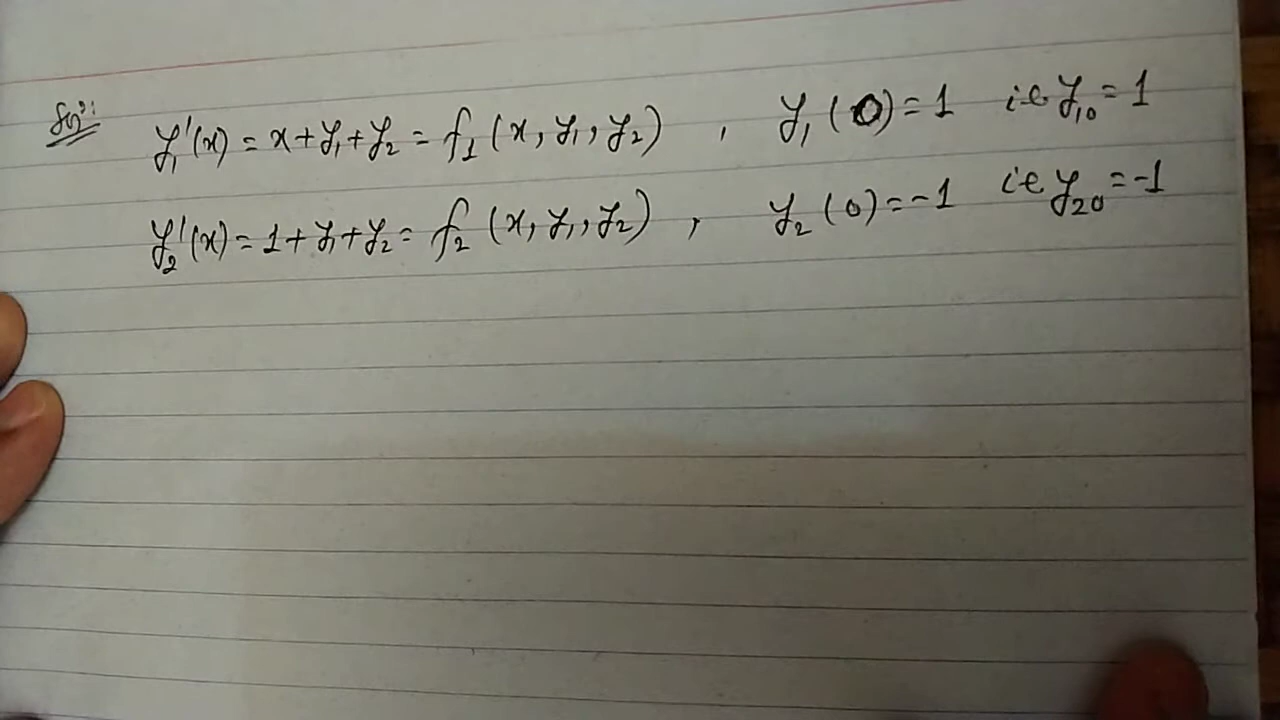 Solⁿ: y₁'(x) = x + y₁ + y₂ = f₁ (x, y₁, y₂) , y₁ (0) = 1 i.e y₁₀ = 1
y₂'(x) = 1 + y₁ + y₂ = f₂ (x, y₁, y₂) , y₂ (0) = -1 i.e y₂₀ = -1